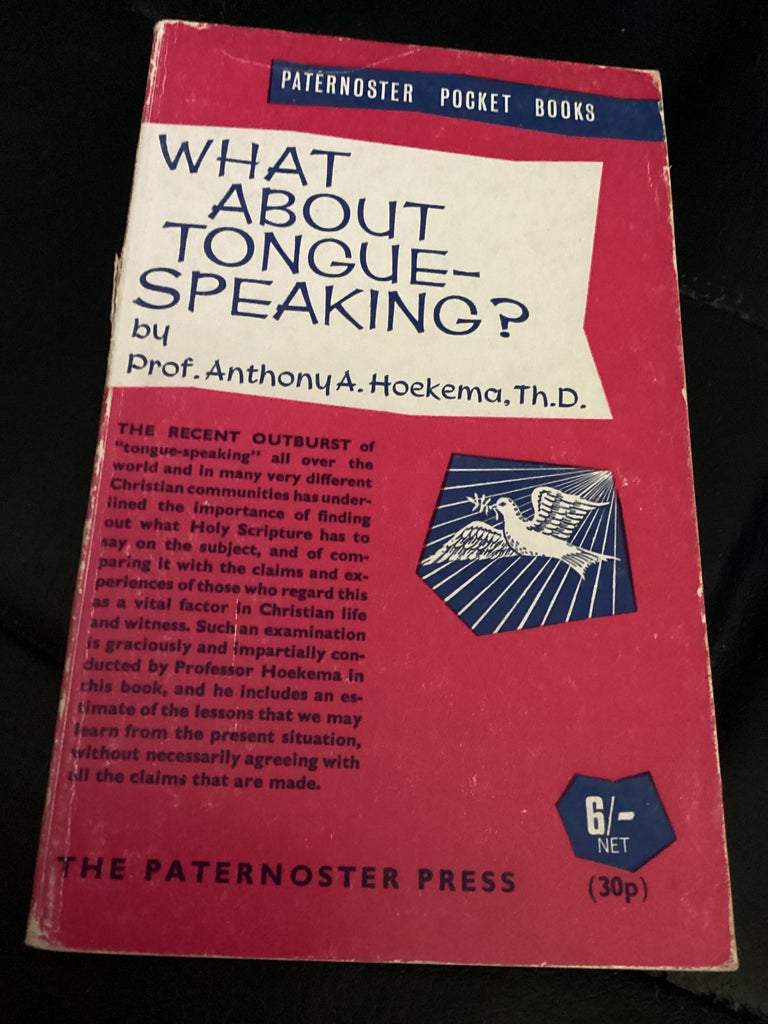 PATERNOSTER POCKET BOOKS
WHAT
ABOUT
TONGUE-
SPEAKING?
by
Prof. Anthony A. Hoekema, Th.D.
THE RECENT OUTBURST of
"tongue-speaking" all over the
world and in many very different
Christian communities has under-
lined the importance of finding
out what Holy Scripture has to
say on the subject, and of com-
paring it with the claims and ex-
periences of those who regard this
as a vital factor in Christian life
and witness. Such an examination
is graciously and impartially con-
ducted by Professor Hoekema in
this book, and he includes an es-
timate of the lessons that we may
learn from the present situation,
without necessarily agreeing with
all the claims that are made.
6/-
NET
(30p)
THE PATERNOSTER PRESS